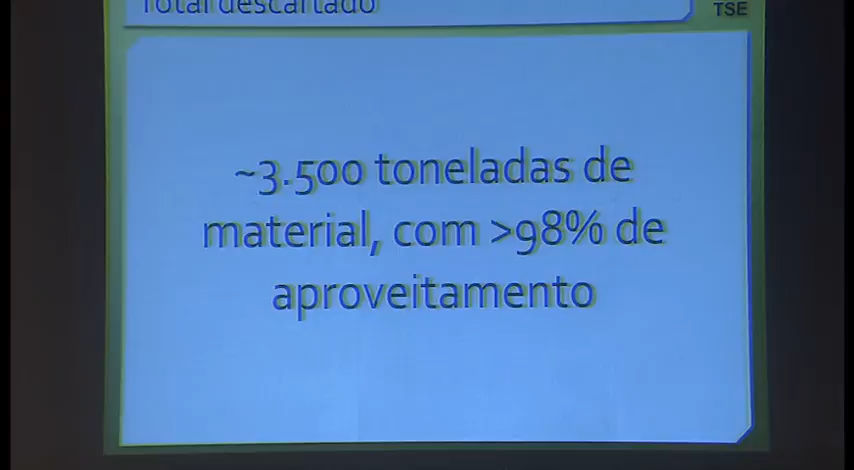 Total descartado
TSE
~3.500 toneladas de
material, com >98% de
aproveitamento